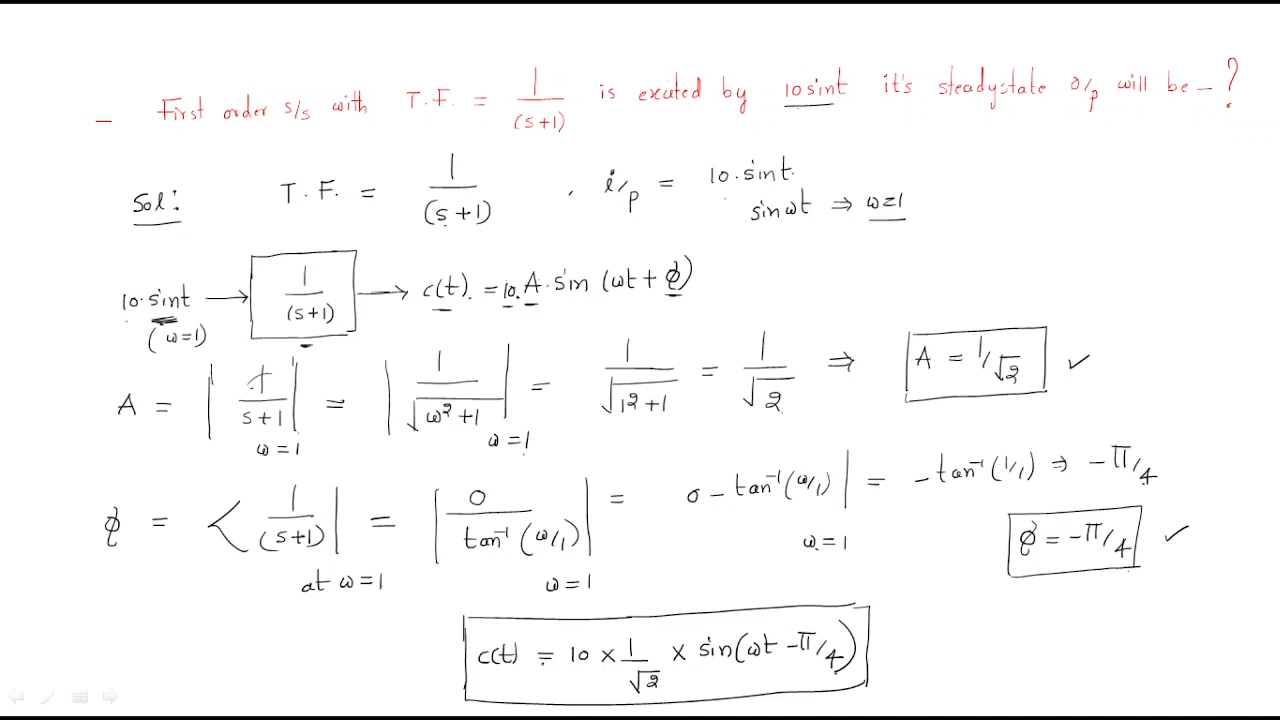 - First order s/s with T.F. = 1/(s+1) is excuted by 10sint it's steadystate o/p will be - ?
Sol: T.F. = 1/(s+1) , i/p = 10.sint.
sinωt ⇒ ω=1
10.sint → 1/(s+1) → c(t). = 10.A.sin(ωt+φ)
(ω=1)
A = |1/(s+1)| ω=1 = |1/√(ω²+1)| ω=1 = 1/√(1²+1) = 1/√2 ⇒ A = 1/√2 ✓
φ = ∠ 1/(s+1) | at ω=1 = |0/tan⁻¹(ω/1)| ω=1 = 0 - tan⁻¹(ω/1)| ω=1 = -tan⁻¹(1/1) ⇒ -π/4
φ = -π/4 ✓
c(t) = 10 × 1/√2 × sin(ωt - π/4)